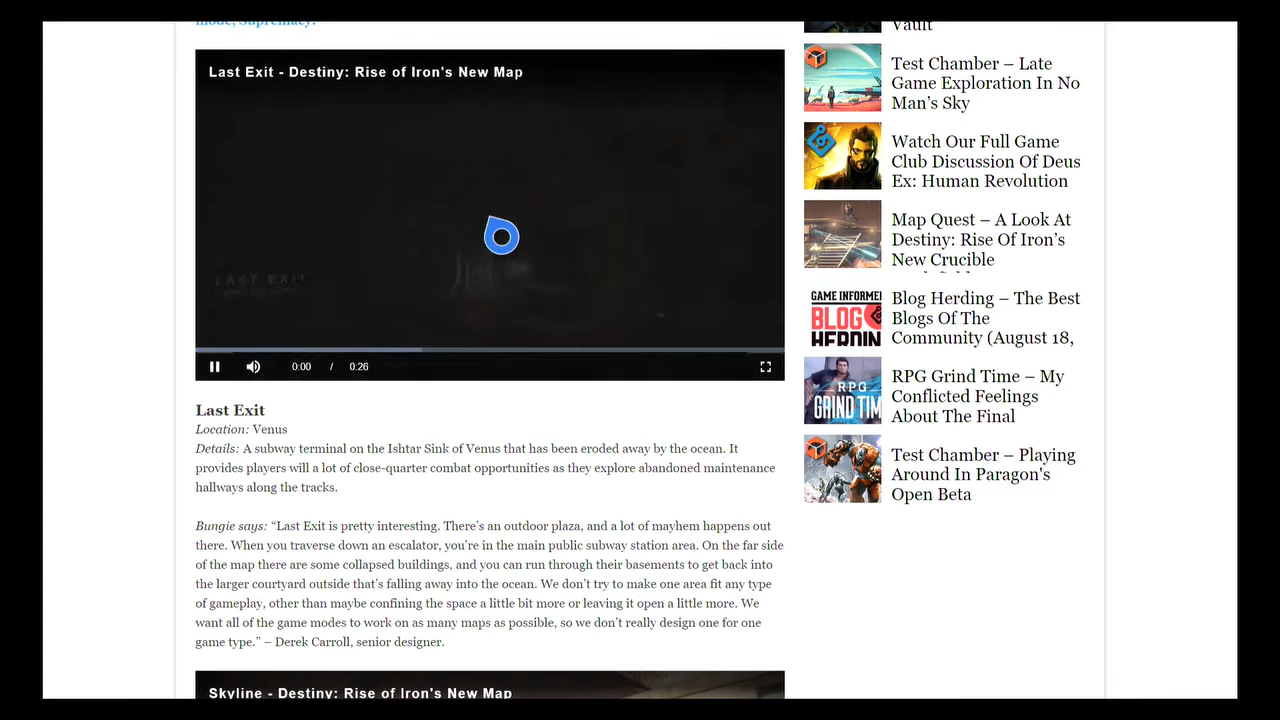 mode, Supremacy.
Last Exit - Destiny: Rise of Iron's New Map
LAST EXIT
0:00 / 0:26
Last Exit
Location: Venus
Details: A subway terminal on the Ishtar Sink of Venus that has been eroded away by the ocean. It
provides players will a lot of close-quarter combat opportunities as they explore abandoned maintenance
hallways along the tracks.
Bungie says: “Last Exit is pretty interesting. There’s an outdoor plaza, and a lot of mayhem happens out
there. When you traverse down an escalator, you’re in the main public subway station area. On the far side
of the map there are some collapsed buildings, and you can run through their basements to get back into
the larger courtyard outside that’s falling away into the ocean. We don’t try to make one area fit any type
of gameplay, other than maybe confining the space a little bit more or leaving it open a little more. We
want all of the game modes to work on as many maps as possible, so we don’t really design one for one
game type.” – Derek Carroll, senior designer.
Skyline - Destiny: Rise of Iron's New Map
Vault
Test Chamber – Late
Game Exploration In No
Man’s Sky
Watch Our Full Game
Club Discussion Of Deus
Ex: Human Revolution
Map Quest – A Look At
Destiny: Rise Of Iron’s
New Crucible
GAME INFORMER
BLOG
HERDING
Blog Herding – The Best
Blogs Of The
Community (August 18,
RPG
GRIND TIM
RPG Grind Time – My
Conflicted Feelings
About The Final
Test Chamber – Playing
Around In Paragon's
Open Beta